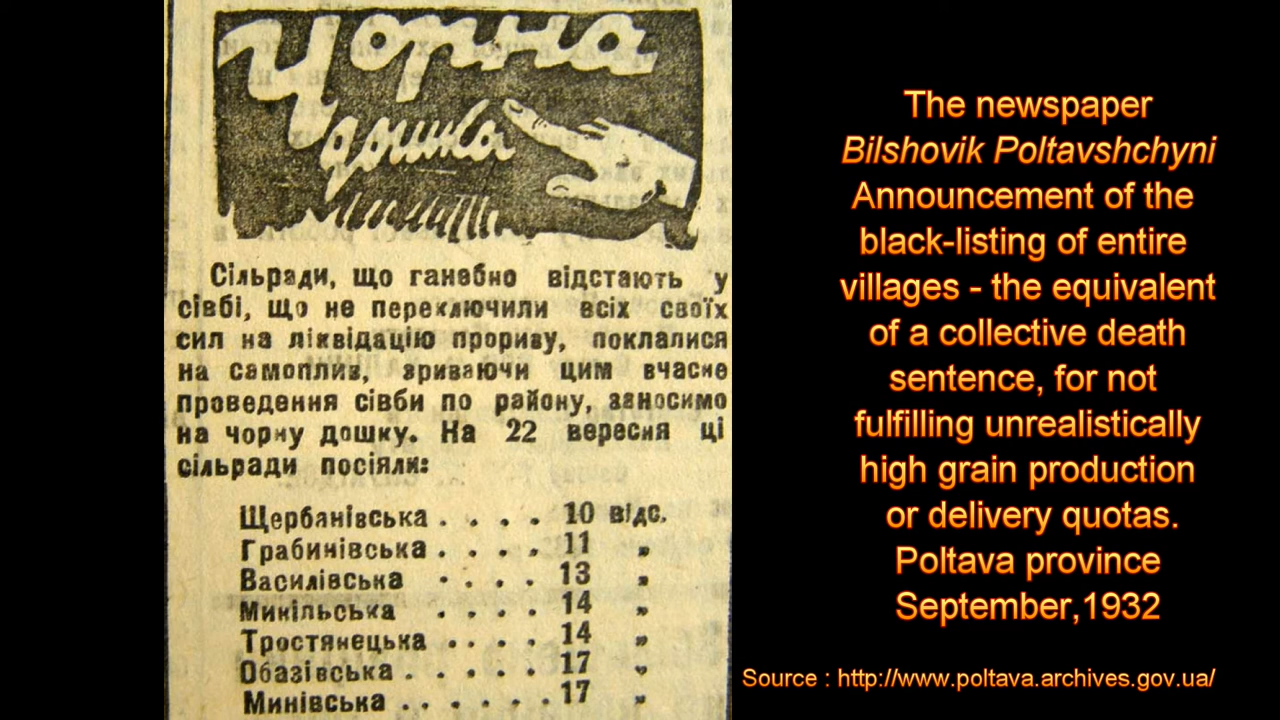 Чорна
дошка
Сільради, що ганебно відстають у
сівбі, що не переключили всіх своїх
сил на ліквідацію прориву, поклалися
на самоплив, зриваючи цим вчасне
проведення сівби по району, заносимо
на чорну дошку. На 22 вересня ці
сільради посіяли:
Щербанівська . . . . 10 відс.
Грабинівська . . . . 11 „
Василівська . . . . 13 „
Микільська . . . . 14 „
Тростянецька . . . . 14 „
Обазівська . . . . . 17 „
Минівська . . . . . . 17 „
The newspaper
Bilshovik Poltavshchyni
Announcement of the
black-listing of entire
villages - the equivalent
of a collective death
sentence, for not
fulfilling unrealistically
high grain production
or delivery quotas.
Poltava province
September,1932
Source : http://www.poltava.archives.gov.ua/